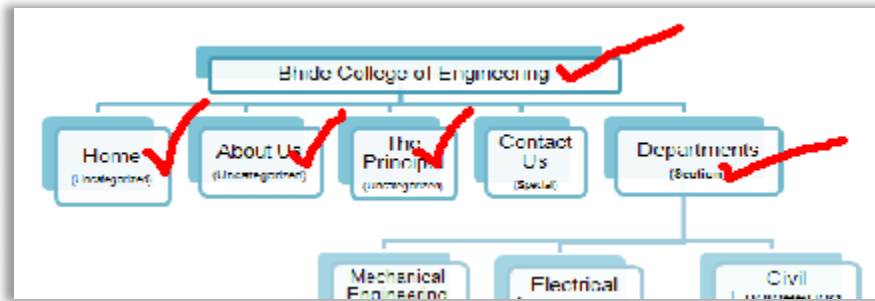 Bhide College of Engineering
Home
(Uncategorized)
About Us
(Uncategorized)
The
Principal
(Uncategorized)
Contact
Us
(Special)
Departments
(Section)
Mechanical
Engineering
Electrical
Civil
Engineering